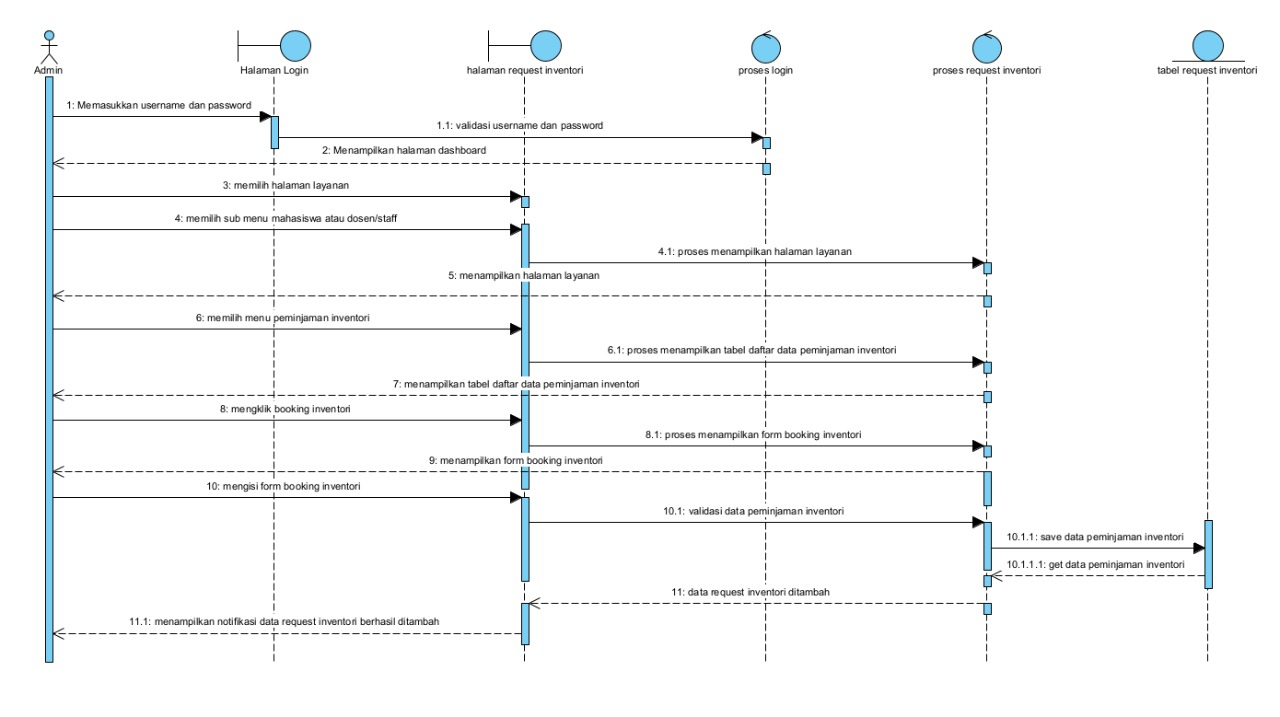 Admin
Halaman Login
halaman request inventori
proses login
proses request inventori
tabel request inventori
1: Memasukkan username dan password
1.1: validasi username dan password
2: Menampilkan halaman dashboard
3: memilih halaman layanan
4: memilih sub menu mahasiswa atau dosen/staff
4.1: proses menampilkan halaman layanan
5: menampilkan halaman layanan
6: memilih menu peminjaman inventori
6.1: proses menampilkan tabel daftar data peminjaman inventori
7: menampilkan tabel daftar data peminjaman inventori
8: mengklik booking inventori
8.1: proses menampilkan form booking inventori
9: menampilkan form booking inventori
10: mengisi form booking inventori
10.1: validasi data peminjaman inventori
10.1.1: save data peminjaman inventori
10.1.1.1: get data peminjaman inventori
11: data request inventori ditambah
11.1: menampilkan notifikasi data request inventori berhasil ditambah